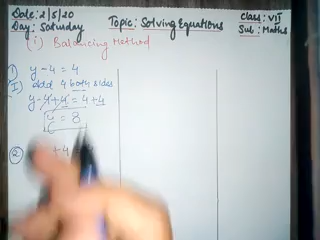 Date: 2/5/20 Topic: Solving Equations Class: VII
Day: Saturday Sub: Maths
(i) Balancing Method
① y - 4 = 4
Ⓘ Add 4 both sides
y - 4 + 4 = 4 + 4
y = 8
② + 4